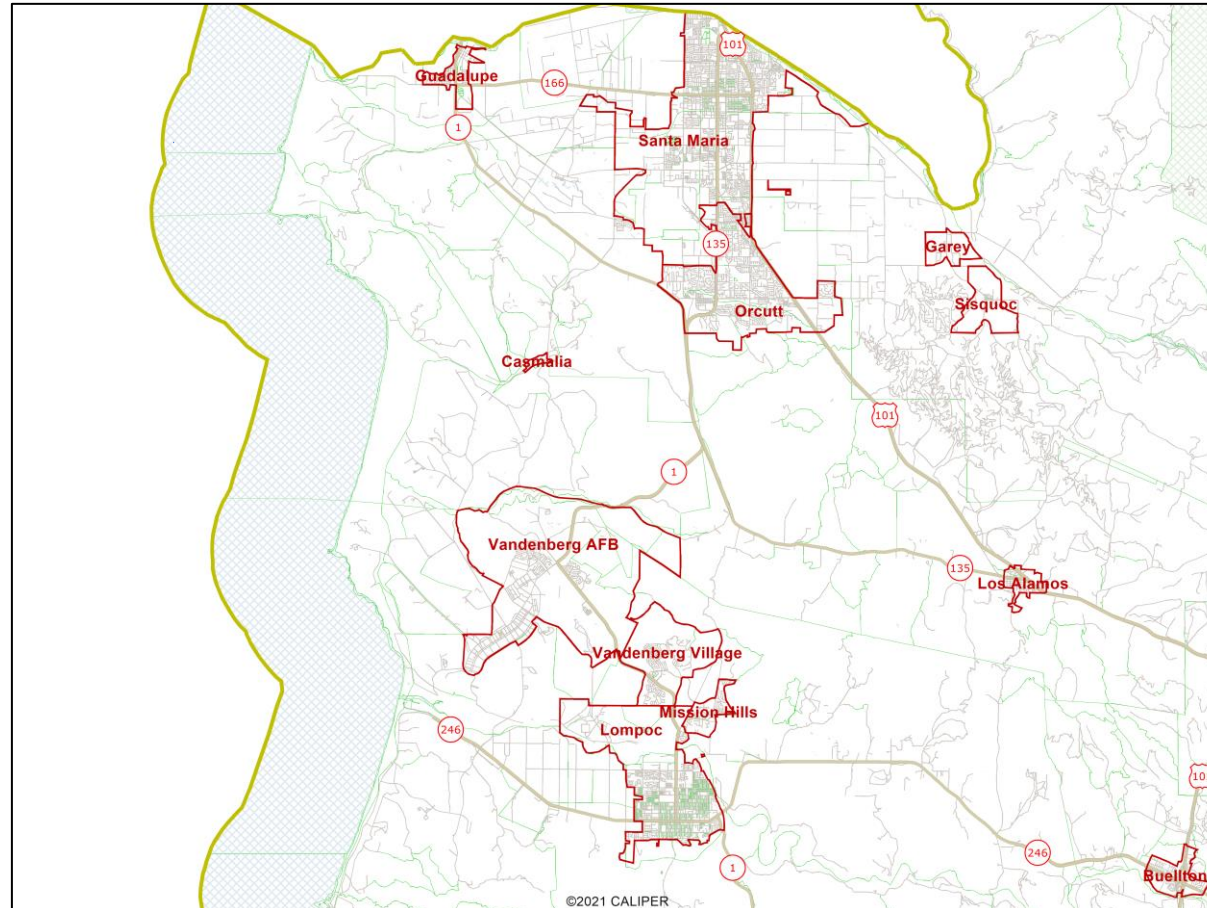 101
Guadalupe
166
1
Santa Maria
135
Garey
Sisquoc
Orcutt
Casmalia
101
1
Vandenberg AFB
135
Los Alamos
Vandenberg Village
Mission Hills
Lompoc
246
10
246
1
Buellton
©2021 CALIPER